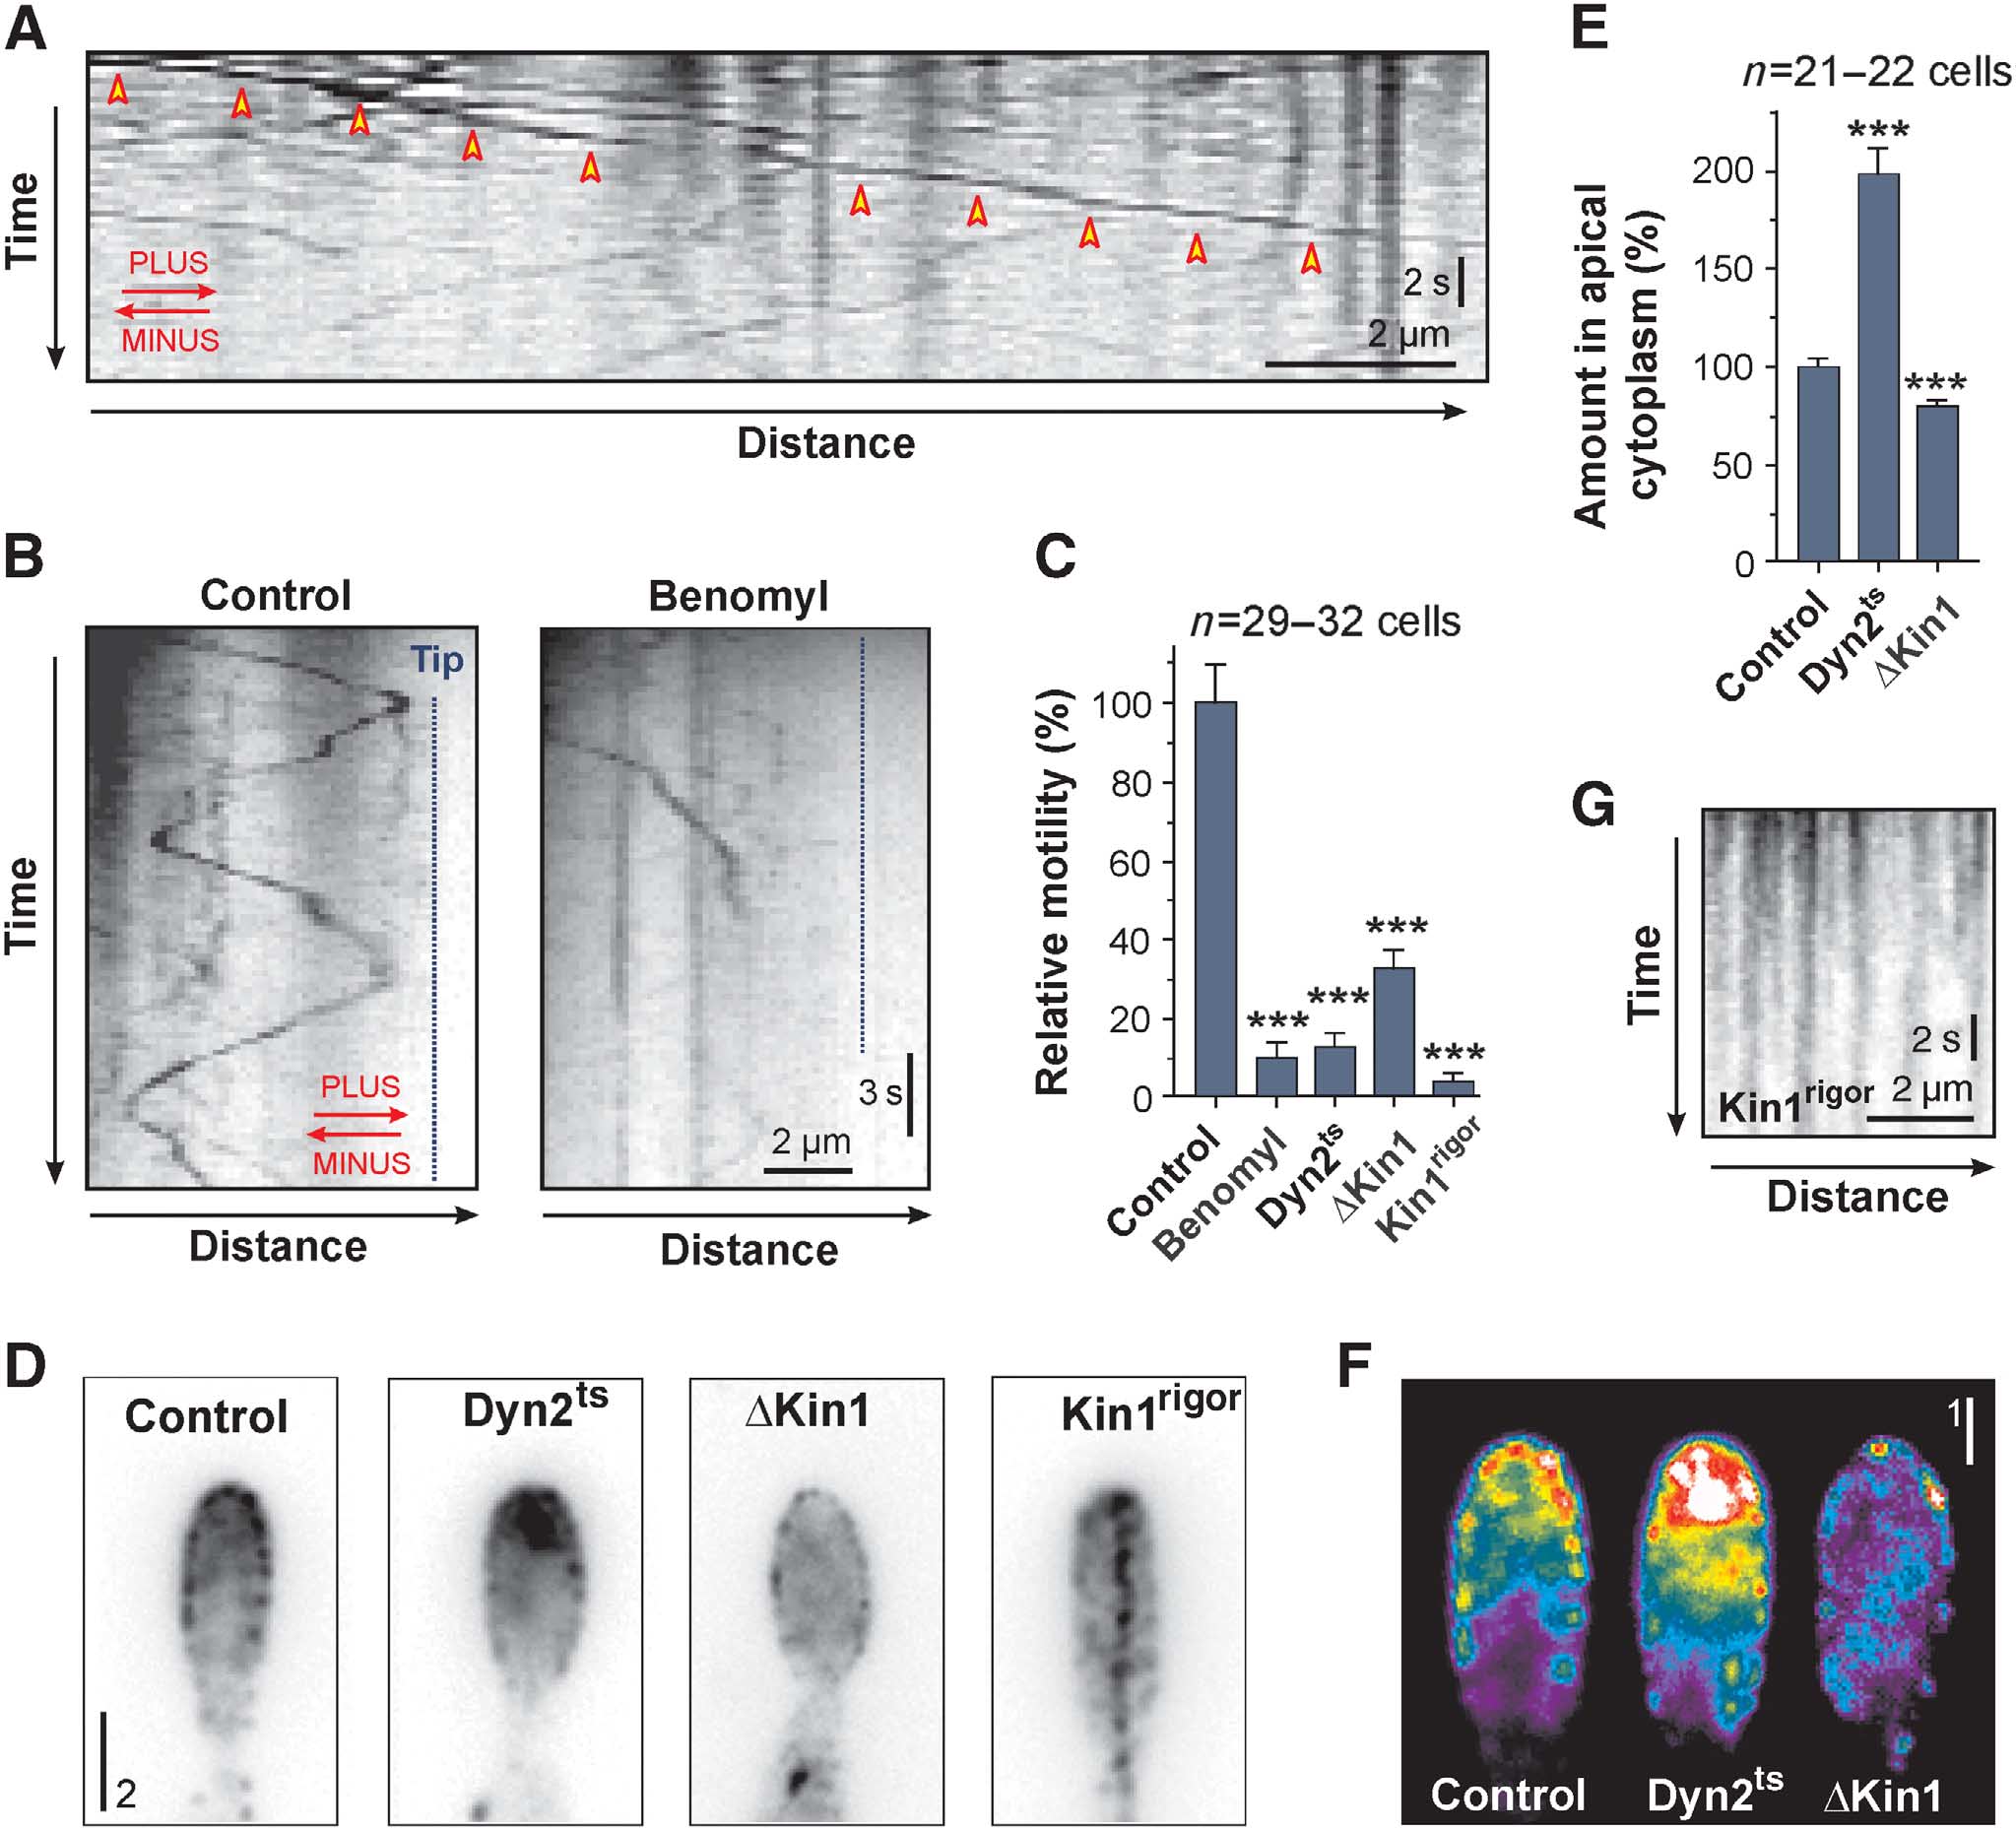 A
Time
PLUS
MINUS
2 s
2 µm
Distance
B
Control
Benomyl
Time
Tip
PLUS
MINUS
3 s
2 µm
Distance
Distance
C
n=29–32 cells
Relative motility (%)
100
80
60
40
20
0
***
***
***
***
Control
Benomyl
Dyn2ts
ΔKin1
Kin1rigor
D
Control
Dyn2ts
ΔKin1
Kin1rigor
2
E
n=21–22 cells
Amount in apical
cytoplasm (%)
200
150
100
50
0
***
***
Control
Dyn2ts
ΔKin1
F
1
Control
Dyn2ts
ΔKin1
G
Time
2 s
Kin1rigor
2 µm
Distance